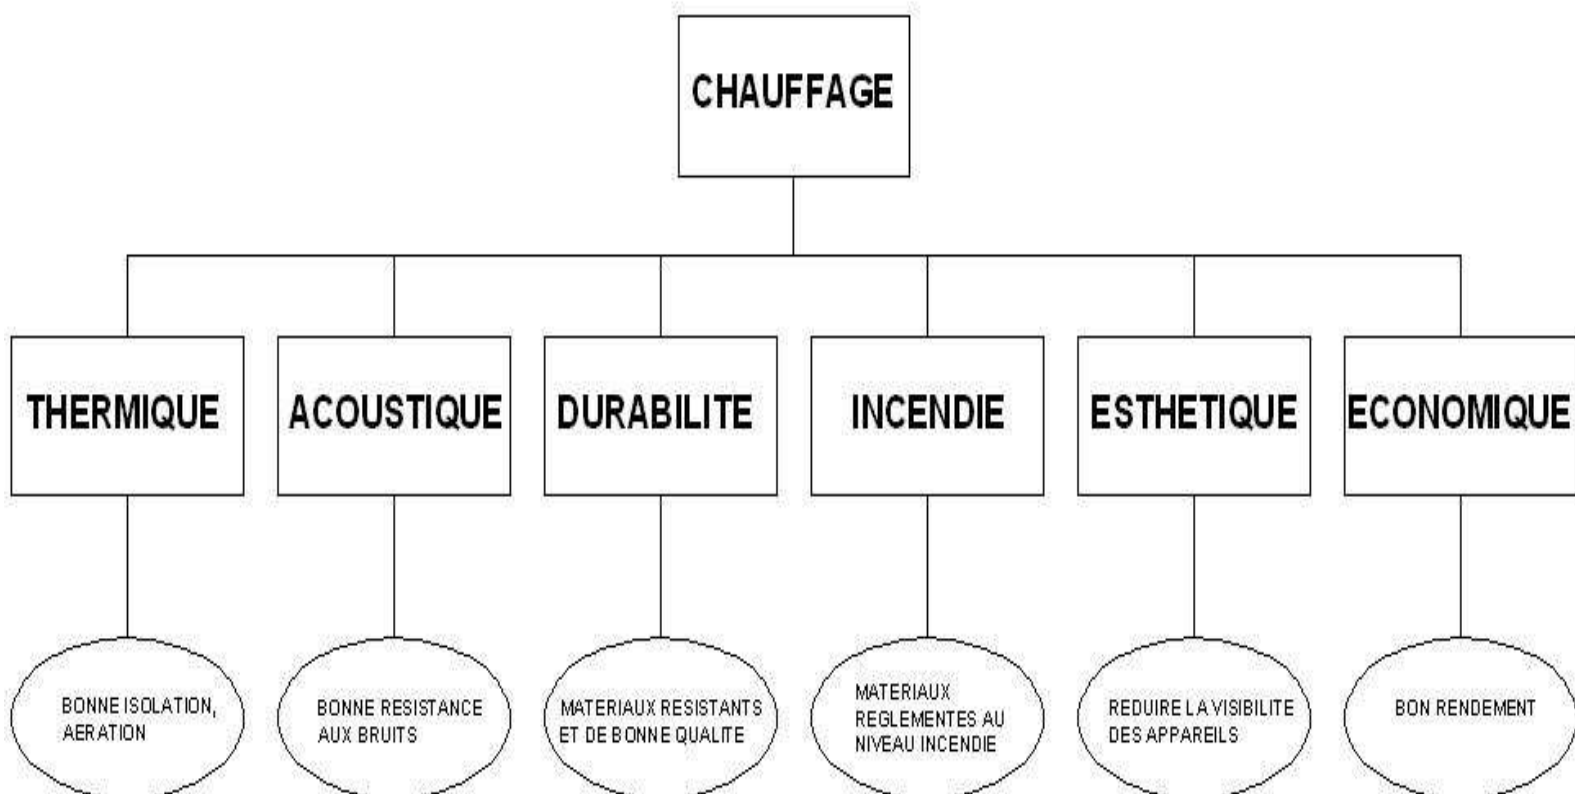 CHAUFFAGE
THERMIQUE
ACOUSTIQUE
DURABILITE
INCENDIE
ESTHETIQUE
ECONOMIQUE
BONNE ISOLATION,
AERATION
BONNE RESISTANCE
AUX BRUITS
MATERIAUX RESISTANTS
ET DE BONNE QUALITE
MATERIAUX
REGLEMENTES AU
NIVEAU INCENDIE
REDUIRE LA VISIBILITE
DES APPAREILS
BON RENDEMENT